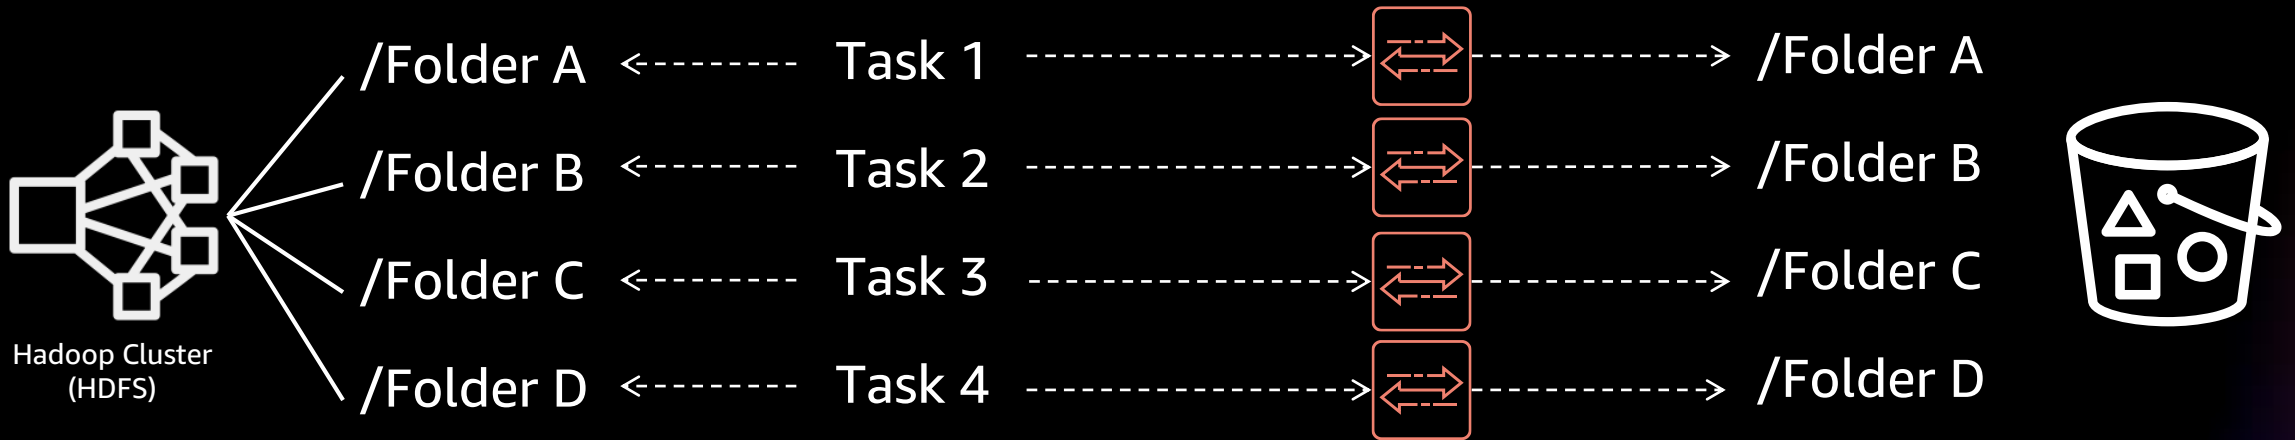 /Folder A Task 1 /Folder A
/Folder B Task 2 /Folder B
/Folder C Task 3 /Folder C
Hadoop Cluster
(HDFS)
/Folder D Task 4 /Folder D